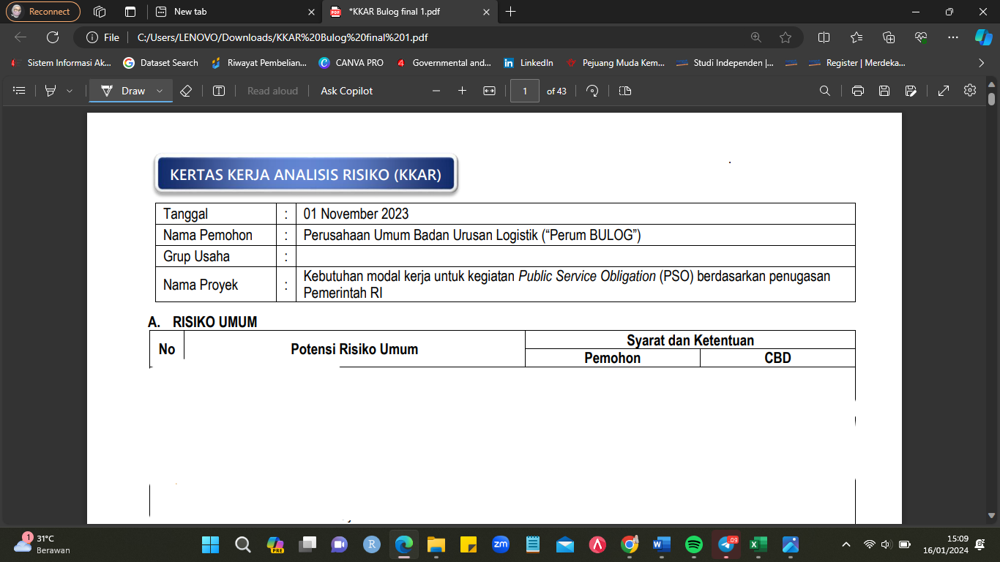 Reconnect
New tab
*KKAR Bulog final 1.pdf
File
C:/Users/LENOVO/Downloads/KKAR%20Bulog%20final%201.pdf
Sistem Informasi Ak...
Dataset Search
Riwayat Pembelian...
CANVA PRO
Governmental and...
LinkedIn
Pejuang Muda Kem...
Studi Independen |...
Register | Merdeka...
Draw
Read aloud
Ask Copilot
1
of 43
KERTAS KERJA ANALISIS RISIKO (KKAR)
Tanggal : 01 November 2023
Nama Pemohon : Perusahaan Umum Badan Urusan Logistik (“Perum BULOG”)
Grup Usaha :
Nama Proyek : Kebutuhan modal kerja untuk kegiatan Public Service Obligation (PSO) berdasarkan penugasan
Pemerintah RI
A. RISIKO UMUM
No
Potensi Risiko Umum
Syarat dan Ketentuan
Pemohon
CBD
1
31°C
Berawan
PRE
zm
.09
15:09
16/01/2024